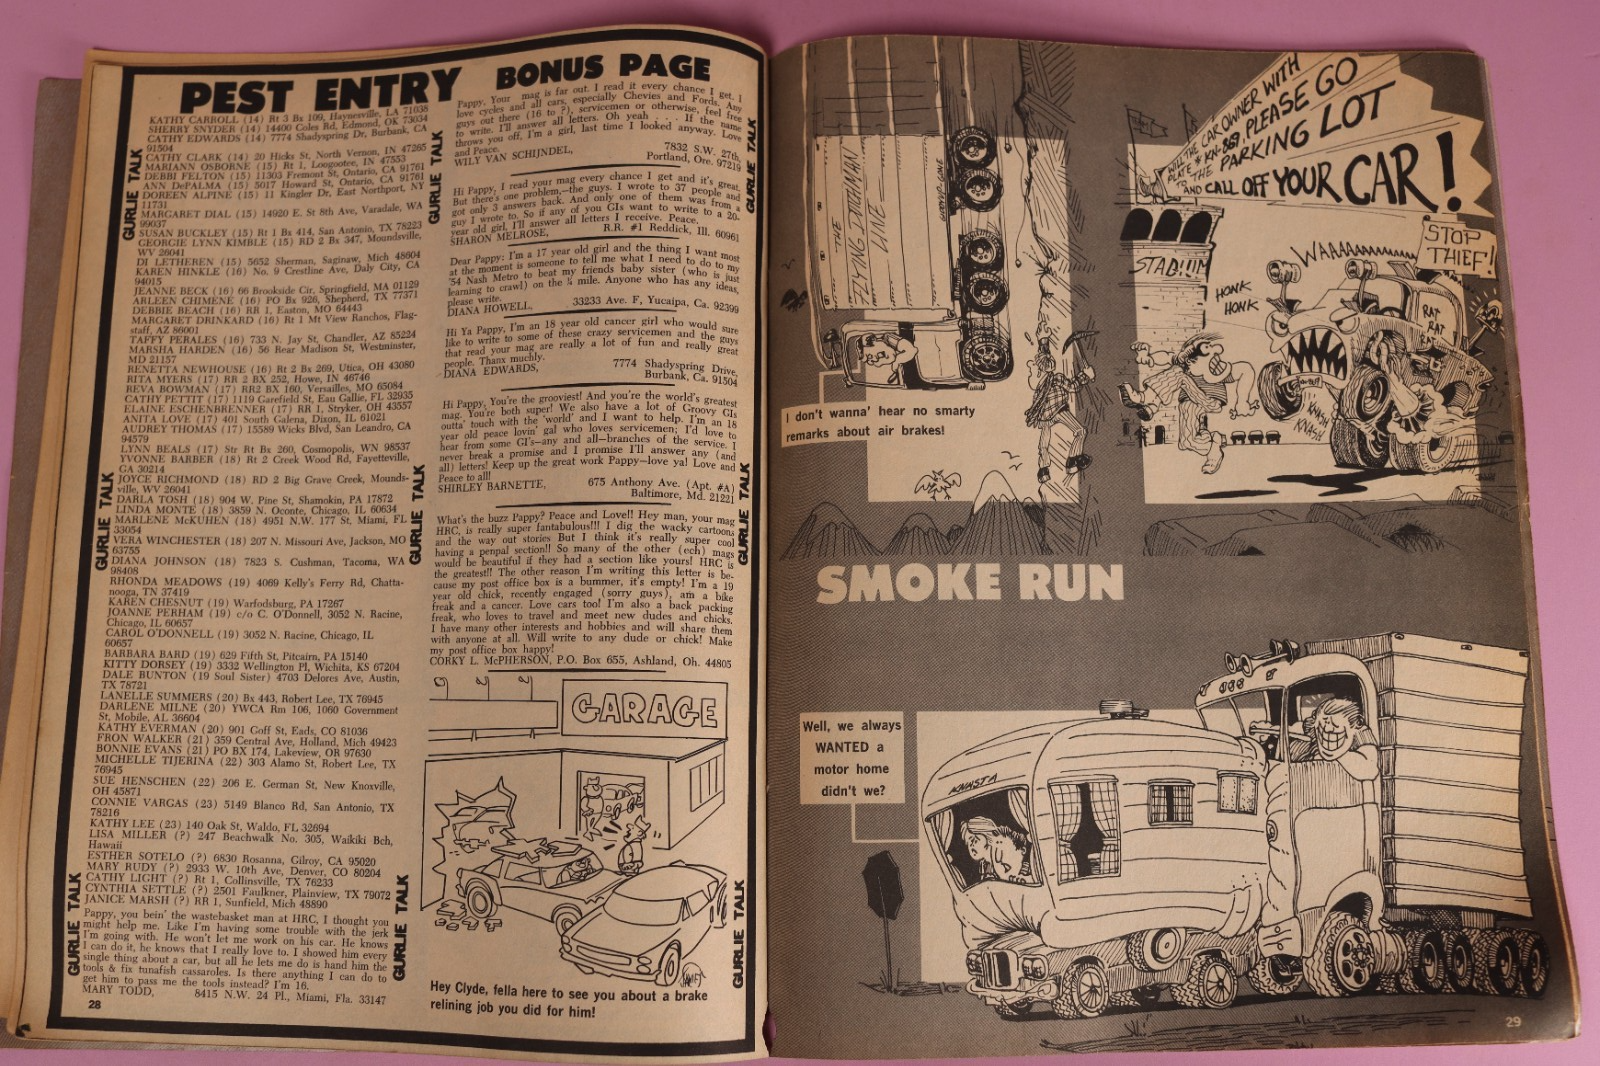 PEST ENTRY BONUS PAGE
KATHY CARROLL (14) Rt 3 Bx 109, Haynesville, LA 71038
SHERRY SNYDER (14) 14400 Coles Rd, Edmond, OK 73034
CATHY EDWARDS (14) 7774 Shadyspring Dr, Burbank, CA
91504
CATHY CLARK (14) 20 Hicks St, North Vernon, IN 47265
MARIANN OSBORNE (15) Rt 1, Loogootee, IN 47553
DEBBI FELTON (15) 11303 Fremont St, Ontario, CA 91761
ANN DePALMA (15) 5017 Howard St, Ontario, CA 91761
DOREEN ALPINE (15) 11 Kingler Dr, East Northport, NY
11731
MARGARET DIAL (15) 14920 E. St 8th Ave, Varadale, WA
99037
SUSAN BUCKLEY (15) Rt 1 Bx 414, San Antonio, TX 78223
GEORGIE LYNN KIMBLE (15) RD 2 Bx 347, Moundsville,
WV 26041
DI LETHEREN (15) 5652 Sherman, Saginaw, Mich 48604
KAREN HINKLE (16) No. 9 Crestline Ave, Daly City, CA
94015
JEANNE BECK (16) 66 Brookside Cir, Springfield, MA 01129
ARLEEN CHIMENE (16) PO Bx 926, Shepherd, TX 77371
DEBBIE BEACH (16) RR 1, Easton, MO 64443
MARGARET DRINKARD (16) Rt 1 Mt View Ranchos, Flag-
staff, AZ 86001
TAFFY PERALES (16) 733 N. Jay St, Chandler, AZ 85224
MARSHA HARDEN (16) 56 Rear Madison St, Westminster,
MD 21157
RENETTA NEWHOUSE (16) Rt 2 Bx 269, Utica, OH 43080
RITA MYERS (17) RR 2 BX 252, Howe, IN 46746
REVA BOWMAN (17) RR2 BX 160, Versailles, MO 65084
CATHY PETTIT (17) 1119 Garefield St, Eau Gallie, FL 32935
ELAINE ESCHENBRENNER (17) RR 1, Stryker, OH 43557
ANITA LOVE (17) 401 South Galena, Dixon, IL 61021
AUDREY THOMAS (17) 15589 Wicks Blvd, San Leandro, CA
94579
LYNN BEALS (17) Str Rt Bx 260, Cosmopolis, WN 98537
YVONNE BARBER (18) Rt 2 Creek Wood Rd, Fayetteville,
GA 30214
JOYCE RICHMOND (18) RD 2 Big Grave Creek, Mounds-
ville, WV 26041
DARLA TOSH (18) 904 W. Pine St, Shamokin, PA 17872
LINDA MONTE (18) 3859 N. Oconte, Chicago, IL 60634
MARLENE McKUHEN (18) 4951 N.W. 177 St, Miami, FL
33054
VERA WINCHESTER (18) 207 N. Missouri Ave, Jackson, MO
63755
DIANA JOHNSON (18) 7823 S. Cushman, Tacoma, WA
98408
RHONDA MEADOWS (19) 4069 Kelly's Ferry Rd, Chatta-
nooga, TN 37419
KAREN CHESNUT (19) Warfodsburg, PA 17267
JOANNE PERHAM (19) c/o C. O'Donnell, 3052 N. Racine,
Chicago, IL 60657
CAROL O'DONNELL (19) 3052 N. Racine, Chicago, IL
60657
BARBARA BARD (19) 629 Fifth St, Pitcairn, PA 15140
KITTY DORSEY (19) 3332 Wellington Pl, Wichita, KS 67204
DALE BUNTON (19 Soul Sister) 4703 Delores Ave, Austin,
TX 78721
LANELLE SUMMERS (20) Bx 443, Robert Lee, TX 76945
DARLENE MILNE (20) YWCA Rm 106, 1060 Government
St, Mobile, AL 36604
KATHY EVERMAN (20) 901 Goff St, Eads, CO 81036
FRON WALKER (21) 359 Central Ave, Holland, Mich 49423
BONNIE EVANS (21) PO BX 174, Lakeview, OR 97630
MICHELLE TIJERINA (22) 303 Alamo St, Robert Lee, TX
76945
SUE HENSCHEN (22) 206 E. German St, New Knoxville,
OH 45871
CONNIE VARGAS (23) 5149 Blanco Rd, San Antonio, TX
78216
KATHY LEE (23) 140 Oak St, Waldo, FL 32694
LISA MILLER (?) 247 Beachwalk No. 305, Waikiki Bch,
Hawaii
ESTHER SOTELO (?) 6830 Rosanna, Gilroy, CA 95020
MARY RUDY (?) 2933 W. 10th Ave, Denver, CO 80204
CATHY LIGHT (?) Rt 1, Collinsville, TX 76233
CYNTHIA SETTLE (?) 2501 Faulkner, Plainview, TX 79072
JANICE MARSH (?) RR 1, Sunfield, Mich 48890
Pappy, you bein' the wastebasket man at HRC, I thought you
might help me. Like I'm having some trouble with the jerk
I'm going with. He won't let me work on his car. He knows
I can do it, he knows that I really love to. I showed him every
single thing about a car, but all he lets me do is hand him the
tools & fix tunafish cassaroles. Is there anything I can do to
get him to pass me the tools instead? I'm 16.
MARY TODD, 8415 N.W. 24 Pl., Miami, Fla. 33147
28
GURLIE TALK
GURLIE TALK
GURLIE TALK
GURLIE TALK
GURLIE TALK
GURLIE TALK
Pappy. Your mag is far out. I read it every chance I get. I
love cycles and all cars, especially Chevies and Fords. Any
guys out there (16 to ?), servicemen or otherwise, feel free
to write. I'll answer all letters. Oh yeah . . . If the name
throws you off, I'm a girl, last time I looked anyway. Love
and Peace.
WILY VAN SCHIJNDEL, 7832 S.W. 27th,
Portland, Ore. 97219
Hi Pappy, I read your mag every chance I get and it's great.
But there's one problem,—the guys. I wrote to 37 people and
got only 3 answers back. And only one of them was from a
guy I wrote to. So if any of you GIs want to write to a 20-
year old girl, I'll answer all letters I receive. Peace.
SHARON MELROSE, R.R. #1 Reddick, Ill. 60961
Dear Pappy: I'm a 17 year old girl and the thing I want most
at the moment is someone to tell me what I need to do to my
'54 Nash Metro to beat my friends baby sister (who is just
learning to crawl) on the ¼ mile. Anyone who has any ideas,
please write.
DIANA HOWELL, 33233 Ave. F, Yucaipa, Ca. 92399
Hi Ya Pappy, I'm an 18 year old cancer girl who would sure
like to write to some of these crazy servicemen and the guys
that read your mag are really a lot of fun and really great
people. Thanx muchly.
DIANA EDWARDS, 7774 Shadyspring Drive,
Burbank, Ca. 91504
Hi Pappy, You're the grooviest! And you're the world's greatest
mag. You're both super! We also have a lot of Groovy GIs
outta' touch with the 'world' and I want to help. I'm an 18
year old peace lovin' gal who loves servicemen; I'd love to
hear from some GI's—any and all—branches of the service. I
never break a promise and I promise I'll answer any (and
all) letters! Keep up the great work Pappy—love ya! Love and
Peace to all!
SHIRLEY BARNETTE, 675 Anthony Ave. (Apt. #A)
Baltimore, Md. 21221
What's the buzz Pappy? Peace and Love!! Hey man, your mag
HRC, is really super fantabulous!!! I dig the wacky cartoons
and the way out stories But I think it's really super cool
having a penpal section!! So many of the other (ech) mags
would be beautiful if they had a section like yours! HRC is
the greatest!! The other reason I'm writing this letter is be-
cause my post office box is a bummer, it's empty! I'm a 19
year old chick, recently engaged (sorry guys), am a bike
freak and a cancer. Love cars too! I'm also a back packing
freak, who loves to travel and meet new dudes and chicks.
I have many other interests and hobbies and will share them
with anyone at all. Will write to any dude or chick! Make
my post office box happy!
CORKY L. McPHERSON, P.O. Box 655, Ashland, Oh. 44805
GURLIE TALK
GURLIE TALK
GURLIE TALK
GARAGE
Hey Clyde, fella here to see you about a brake
relining job you did for him!
THE
FLYING DUTCHMAN
LINE
I don't wanna' hear no smarty
remarks about air brakes!
WILL THE CAR OWNER WITH
PLATE # KN-869, PLEASE GO
TO THE PARKING LOT
AND CALL OFF YOUR CAR!
STADIUM
STOP
THIEF!
WAAAAAAAAAAA
HONK
HONK
RAT
RAT
RAT
KNASH
KNASH
SMOKE RUN
Well, we always
WANTED a
motor home
didn't we?
29